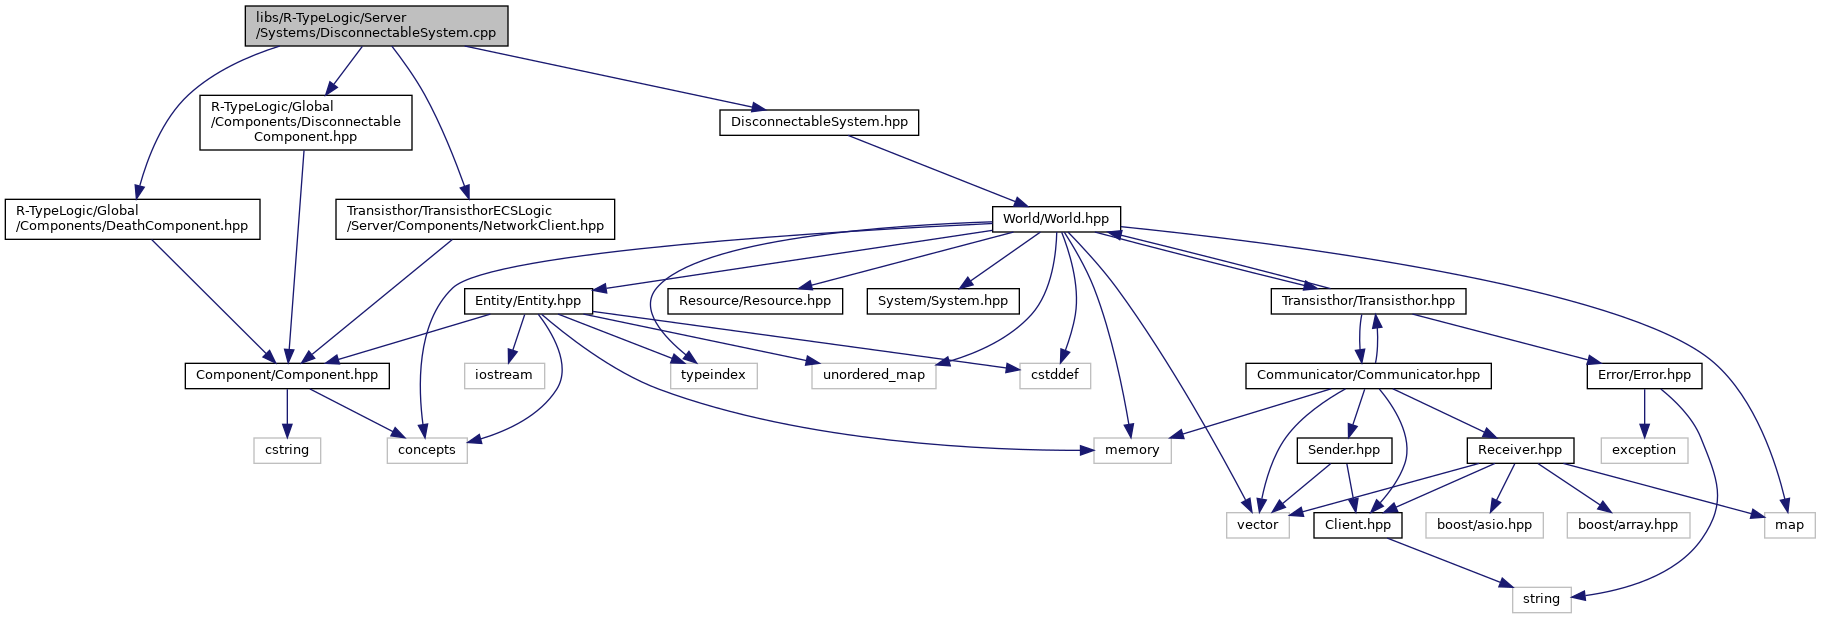 libs/R-TypeLogic/Server
/Systems/DisconnectableSystem.cpp
R-TypeLogic/Global
/Components/Disconnectable
Component.hpp
DisconnectableSystem.hpp
R-TypeLogic/Global
/Components/DeathComponent.hpp
Transisthor/TransisthorECSLogic
/Server/Components/NetworkClient.hpp
World/World.hpp
Entity/Entity.hpp
Resource/Resource.hpp
System/System.hpp
Transisthor/Transisthor.hpp
Component/Component.hpp
iostream
typeindex
unordered_map
cstddef
Communicator/Communicator.hpp
Error/Error.hpp
cstring
concepts
memory
Sender.hpp
Receiver.hpp
exception
vector
Client.hpp
boost/asio.hpp
boost/array.hpp
map
string